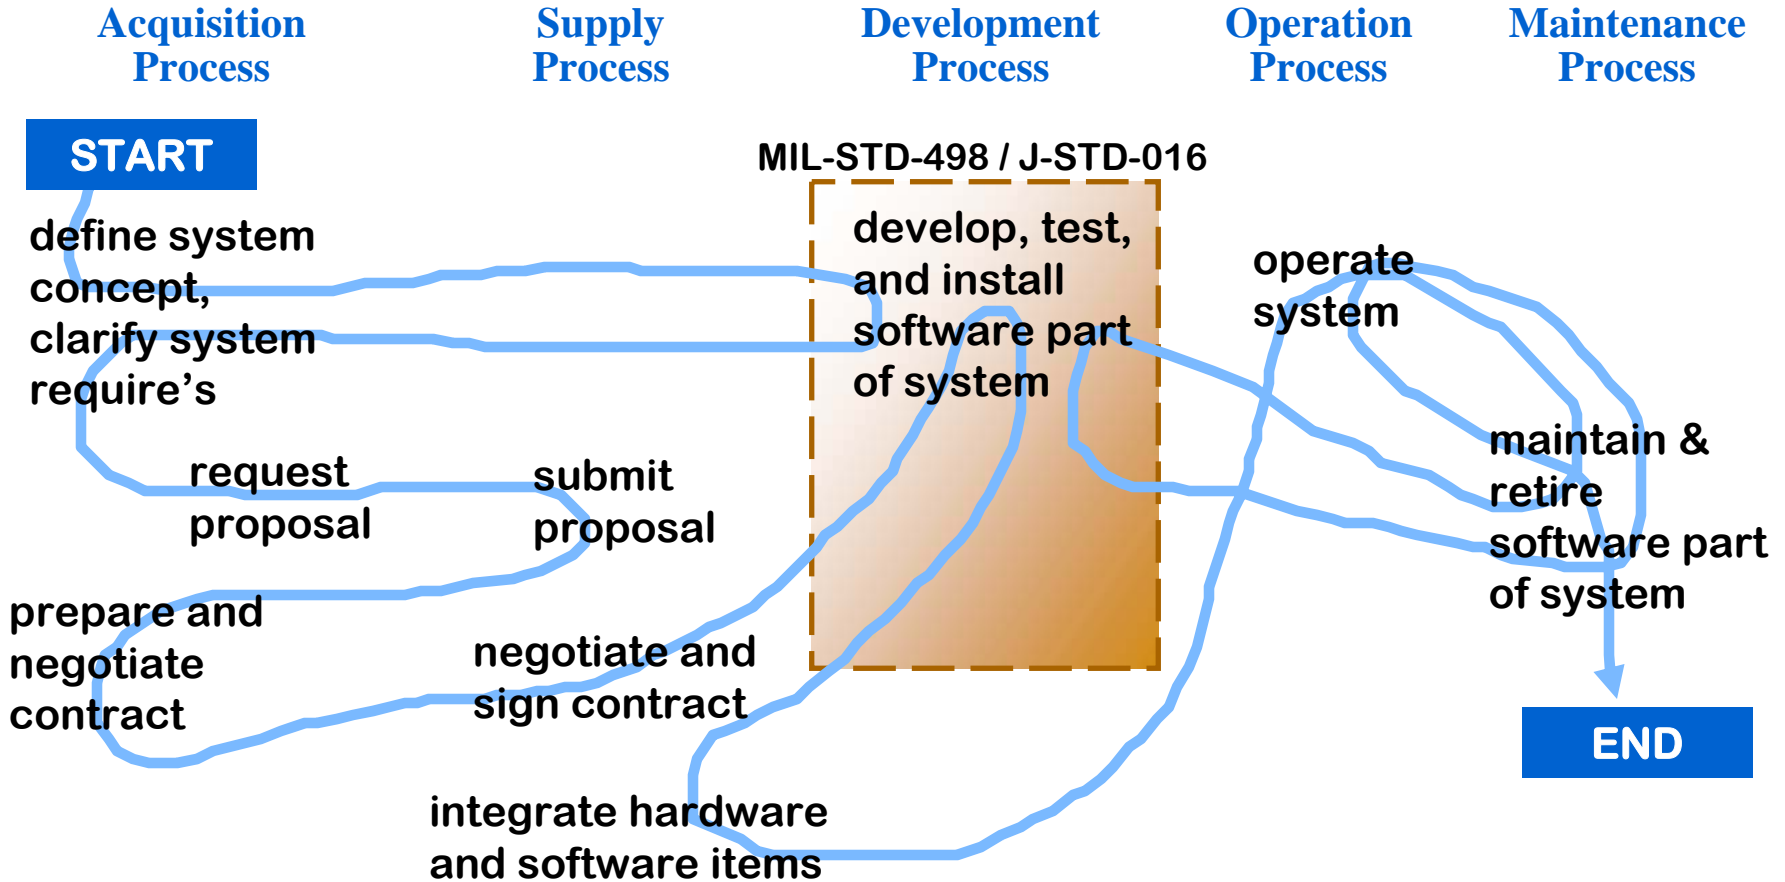 Acquisition
Process
Supply
Process
Development
Process
Operation
Process
Maintenance
Process
START
MIL-STD-498 / J-STD-016
define system
concept,
clarify system
require’s
develop, test,
and install
software part
of system
operate
system
request
proposal
submit
proposal
maintain &
retire
software part
of system
prepare and
negotiate
contract
negotiate and
sign contract
END
integrate hardware
and software items